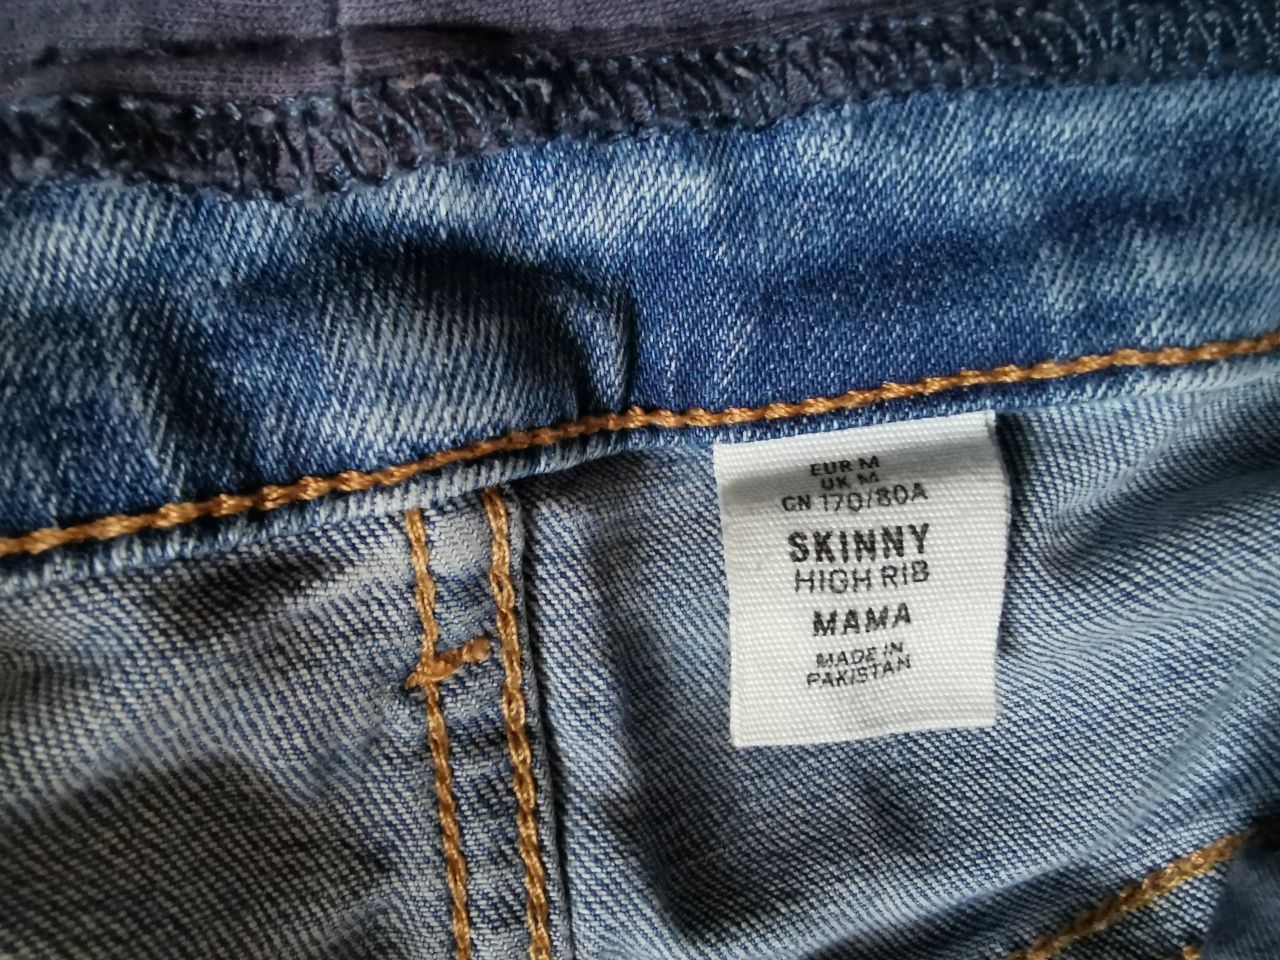 EUR M
UK M
CN 170/80A
SKINNY
HIGH RIB
MAMA
MADE IN
PAKISTAN